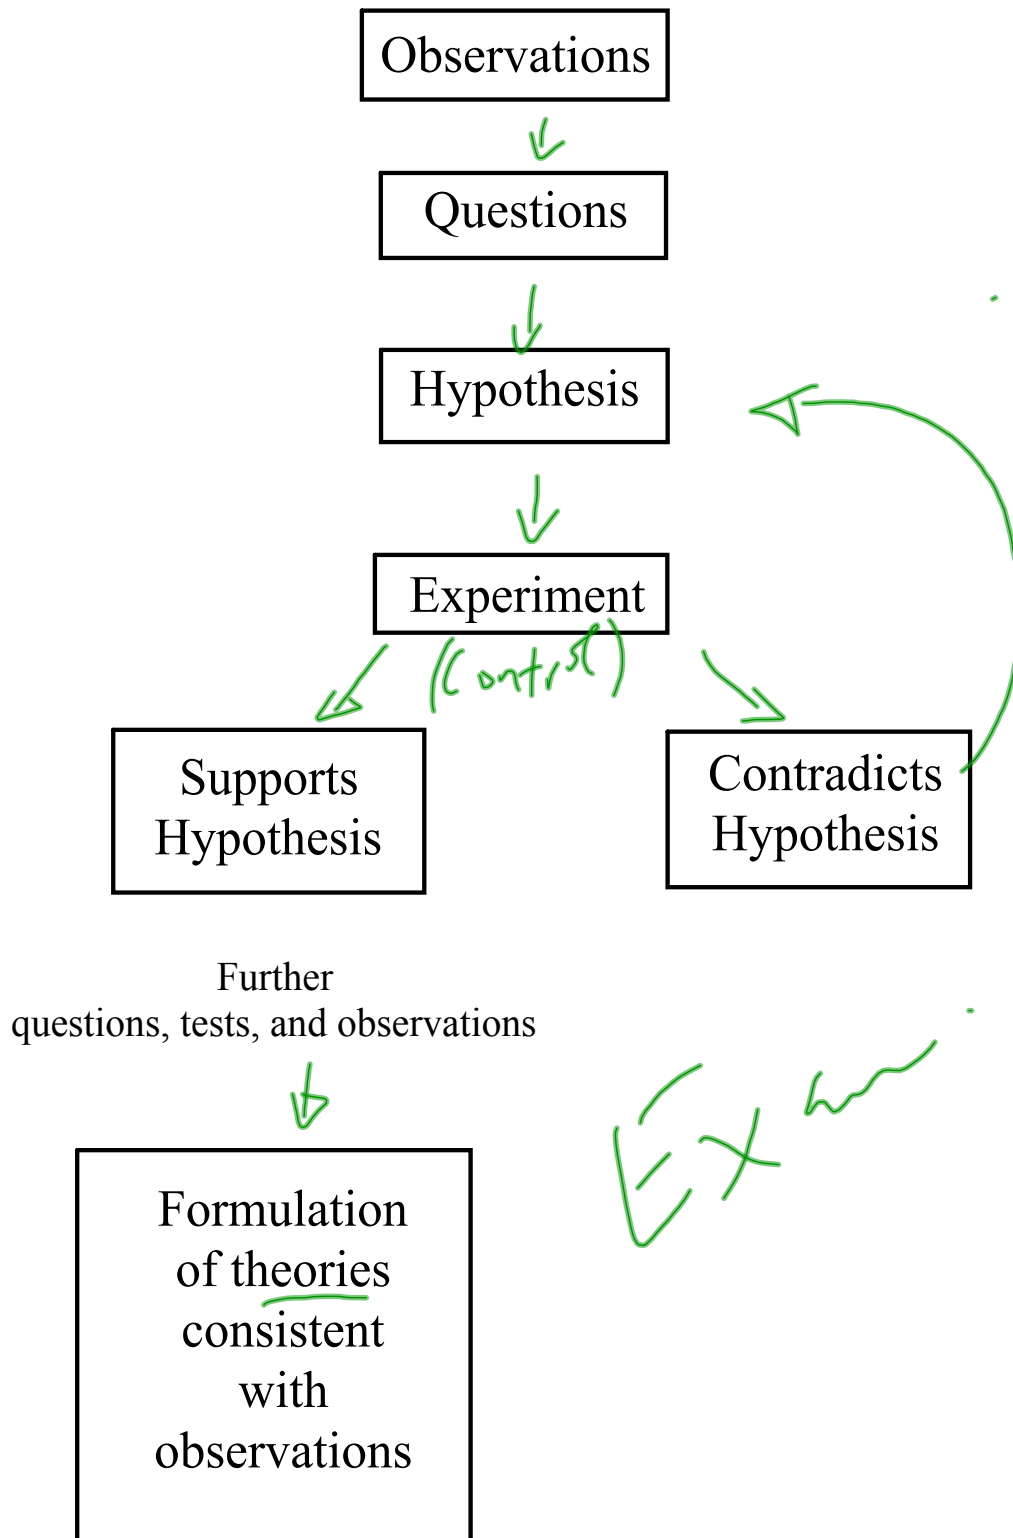 Observations
Questions
Hypothesis
Experiment
(Control)
Supports
Hypothesis
Contradicts
Hypothesis
Further
questions, tests, and observations
Formulation
of theories
consistent
with
observations